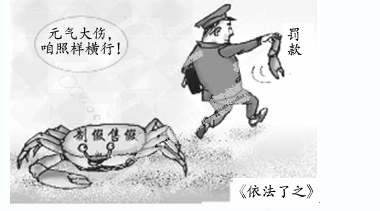 元气大伤，
咱照样横行！
罚款
制假售假
《依法了之》